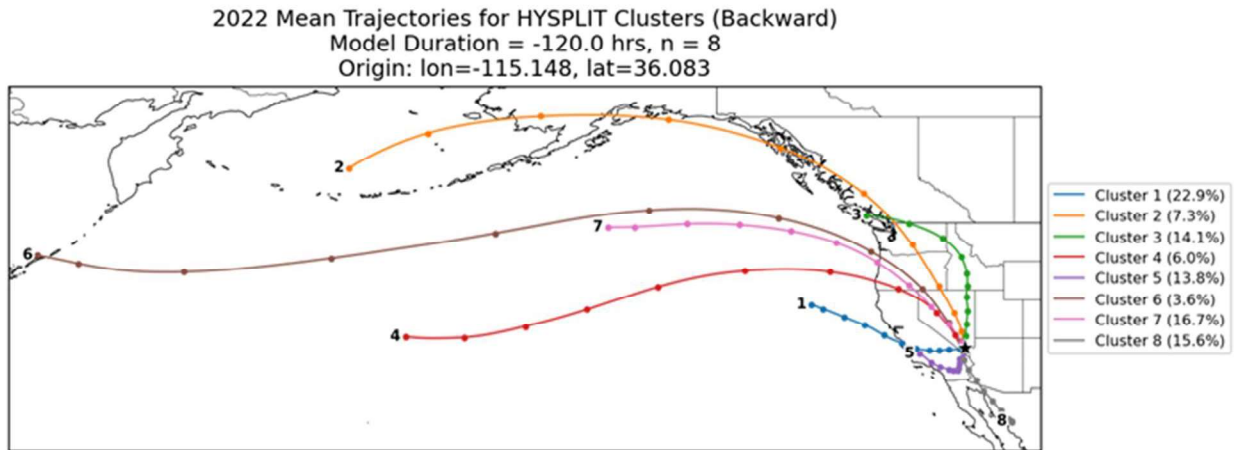 2022 Mean Trajectories for HYSPLIT Clusters (Backward)
Model Duration = -120.0 hrs, n = 8
Origin: lon=-115.148, lat=36.083
2
3
6
7
1
4
5
8
Cluster 1 (22.9%)
Cluster 2 (7.3%)
Cluster 3 (14.1%)
Cluster 4 (6.0%)
Cluster 5 (13.8%)
Cluster 6 (3.6%)
Cluster 7 (16.7%)
Cluster 8 (15.6%)